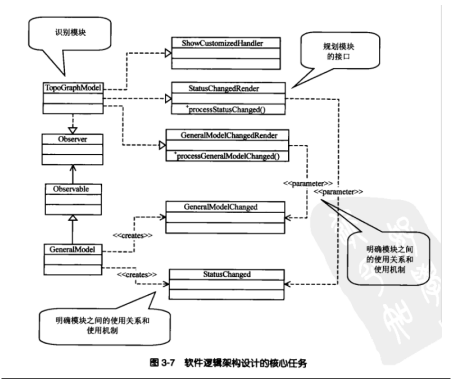 识别模块
ShowCustomizedHandler
规划模块
的接口
TopoGraphModel
StatusChangedRender
+processStatusChanged()
Observer
GeneralModelChangedRender
+processGeneralModelChanged()
Observable
<<parameter>>
<<parameter>>
GeneralModelChanged
<<creates>>
GeneralModel
明确模块之间
的使用关系和
使用机制
<<creates>>
StatusChanged
明确模块之间的使用关系和
使用机制
图 3-7 软件逻辑架构设计的核心任务